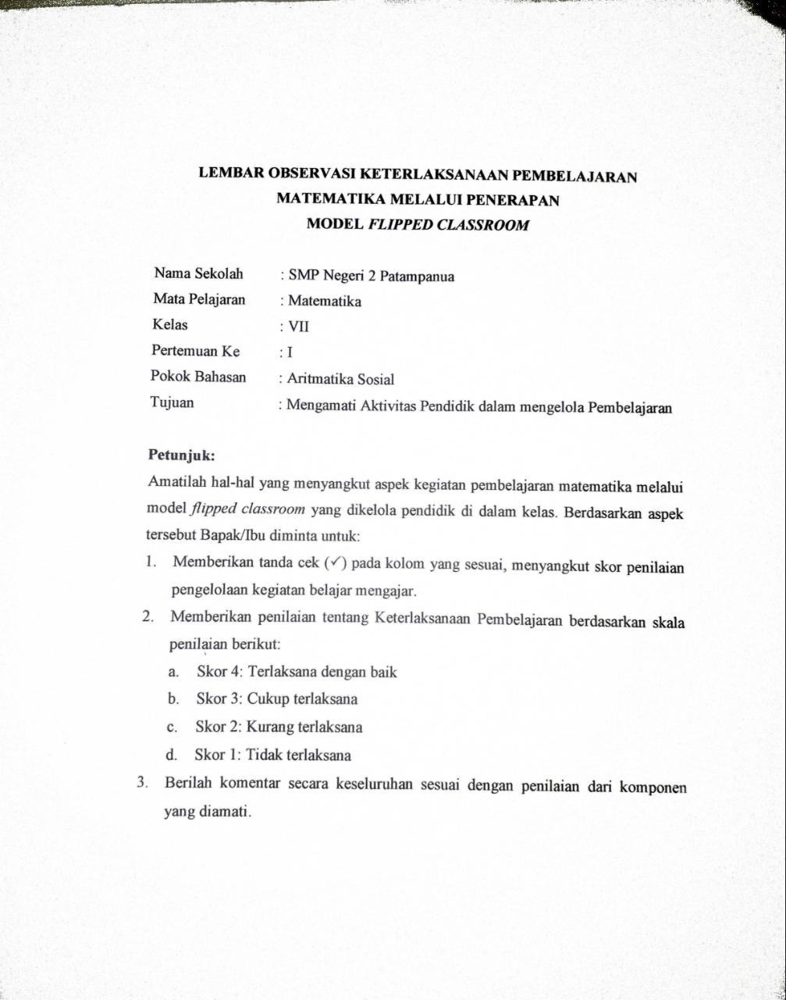 LEMBAR OBSERVASI KETERLAKSANAAN PEMBELAJARAN
MATEMATIKA MELALUI PENERAPAN
MODEL FLIPPED CLASSROOM
Nama Sekolah : SMP Negeri 2 Patampanua
Mata Pelajaran : Matematika
Kelas : VII
Pertemuan Ke : I
Pokok Bahasan : Aritmatika Sosial
Tujuan : Mengamati Aktivitas Pendidik dalam mengelola Pembelajaran
Petunjuk:
Amatilah hal-hal yang menyangkut aspek kegiatan pembelajaran matematika melalui
model flipped classroom yang dikelola pendidik di dalam kelas. Berdasarkan aspek
tersebut Bapak/Ibu diminta untuk:
1. Memberikan tanda cek (✓) pada kolom yang sesuai, menyangkut skor penilaian
pengelolaan kegiatan belajar mengajar.
2. Memberikan penilaian tentang Keterlaksanaan Pembelajaran berdasarkan skala
penilaian berikut:
a. Skor 4: Terlaksana dengan baik
b. Skor 3: Cukup terlaksana
c. Skor 2: Kurang terlaksana
d. Skor 1: Tidak terlaksana
3. Berilah komentar secara keseluruhan sesuai dengan penilaian dari komponen
yang diamati.